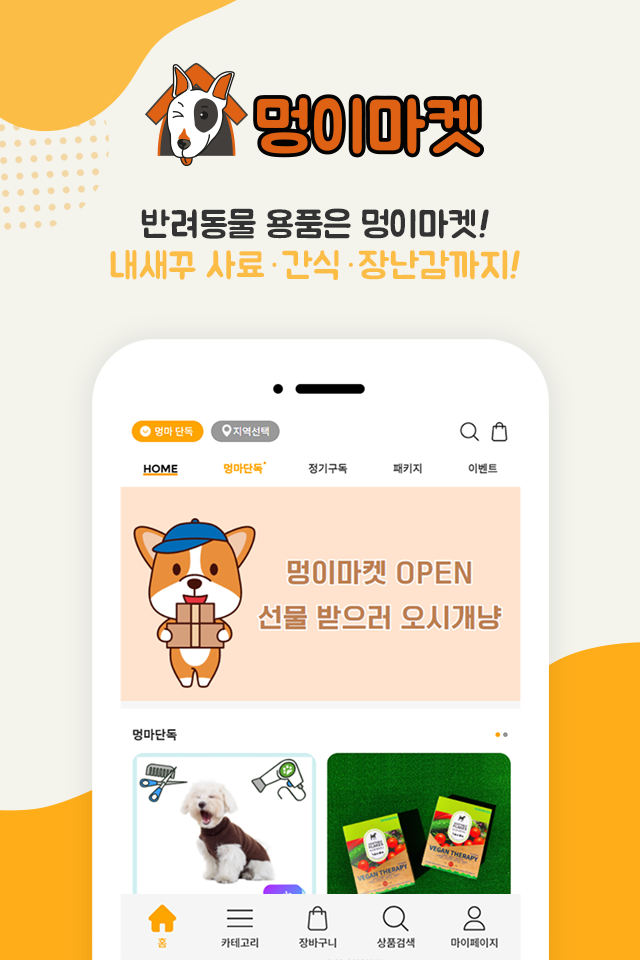 멍이마켓
반려동물 용품은 멍이마켓!
내새꾸 사료·간식·장난감까지!
멍마 단독 지역선택
HOME 멍마단독 정기구독 패키지 이벤트
멍이마켓 OPEN
선물 받으러 오시개냥
멍마단독
VEGAN THERAPY
VEGAN THERAPY
홈 카테고리 장바구니 상품검색 마이페이지